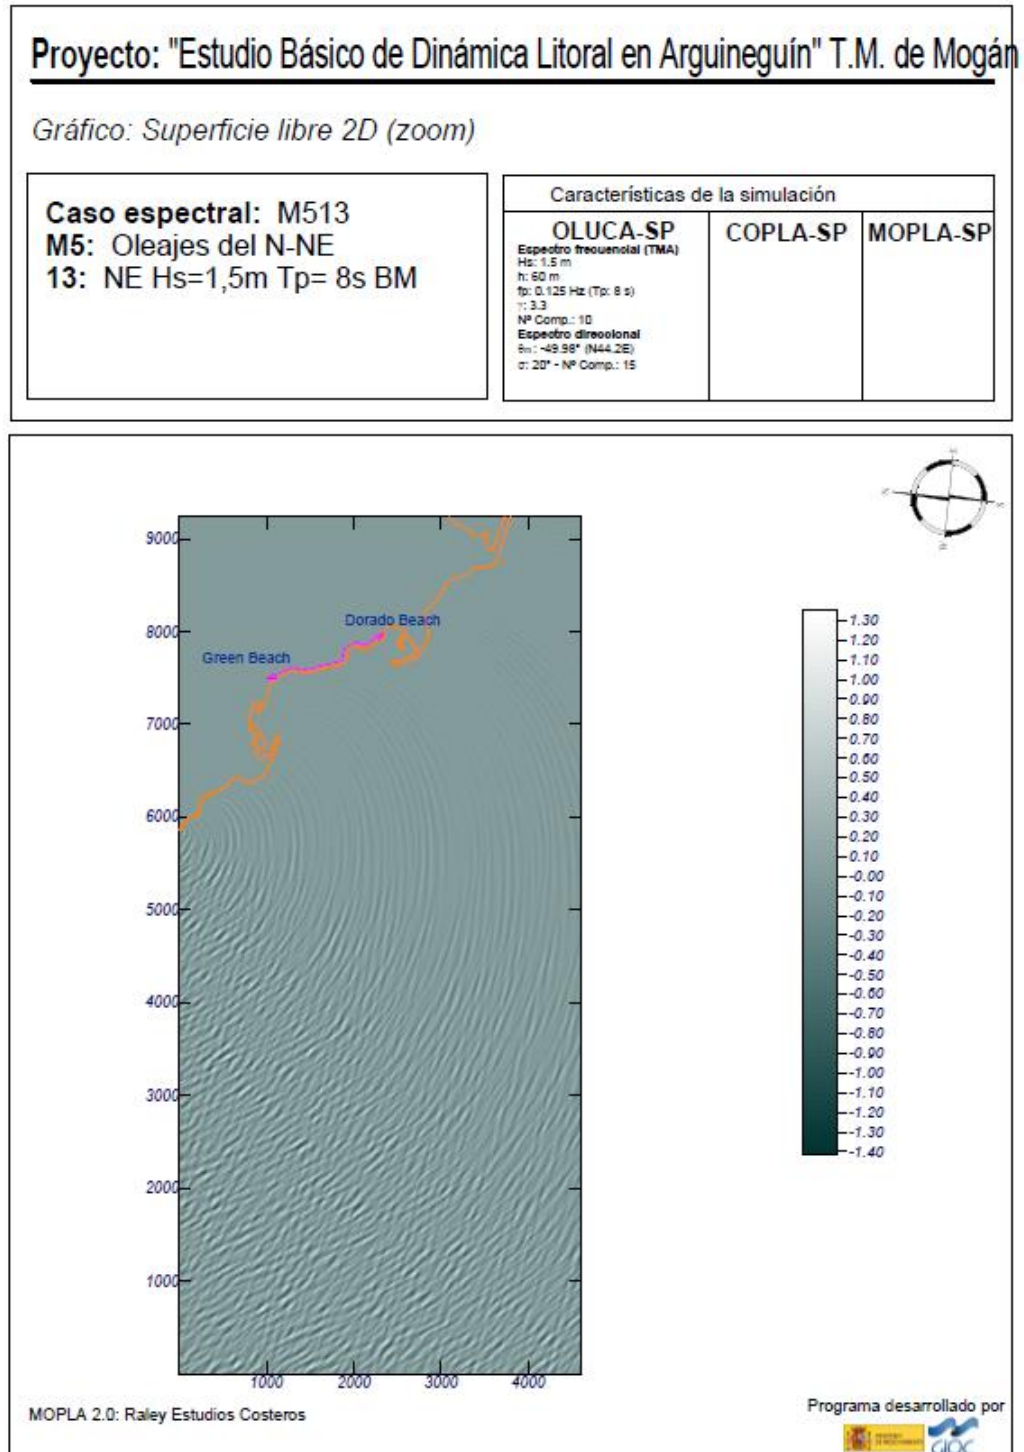 Proyecto: "Estudio Básico de Dinámica Litoral en Arguineguín" T.M. de Mogán
Gráfico: Superficie libre 2D (zoom)
Caso espectral: M513
M5: Oleajes del N-NE
13: NE Hs=1,5m Tp= 8s BM
Características de la simulación
OLUCA-SP
Espectro frecuencial (TMA)
Hs: 1.5 m
h: 60 m
fp: 0.125 Hz (Tp: 8 s)
γ: 3.3
Nº Comp.: 10
Espectro direccional
θm: -49.98° (N44.2E)
σ: 20° - Nº Comp.: 15
COPLA-SP
MOPLA-SP
9000
8000
7000
6000
5000
4000
3000
2000
1000
Dorado Beach
Green Beach
1000 2000 3000 4000
1.30
1.20
1.10
1.00
0.90
0.80
0.70
0.60
0.50
0.40
0.30
0.20
0.10
-0.00
-0.10
-0.20
-0.30
-0.40
-0.50
-0.60
-0.70
-0.80
-0.90
-1.00
-1.10
-1.20
-1.30
-1.40
MOPLA 2.0: Raley Estudios Costeros
Programa desarrollado por
GIOC